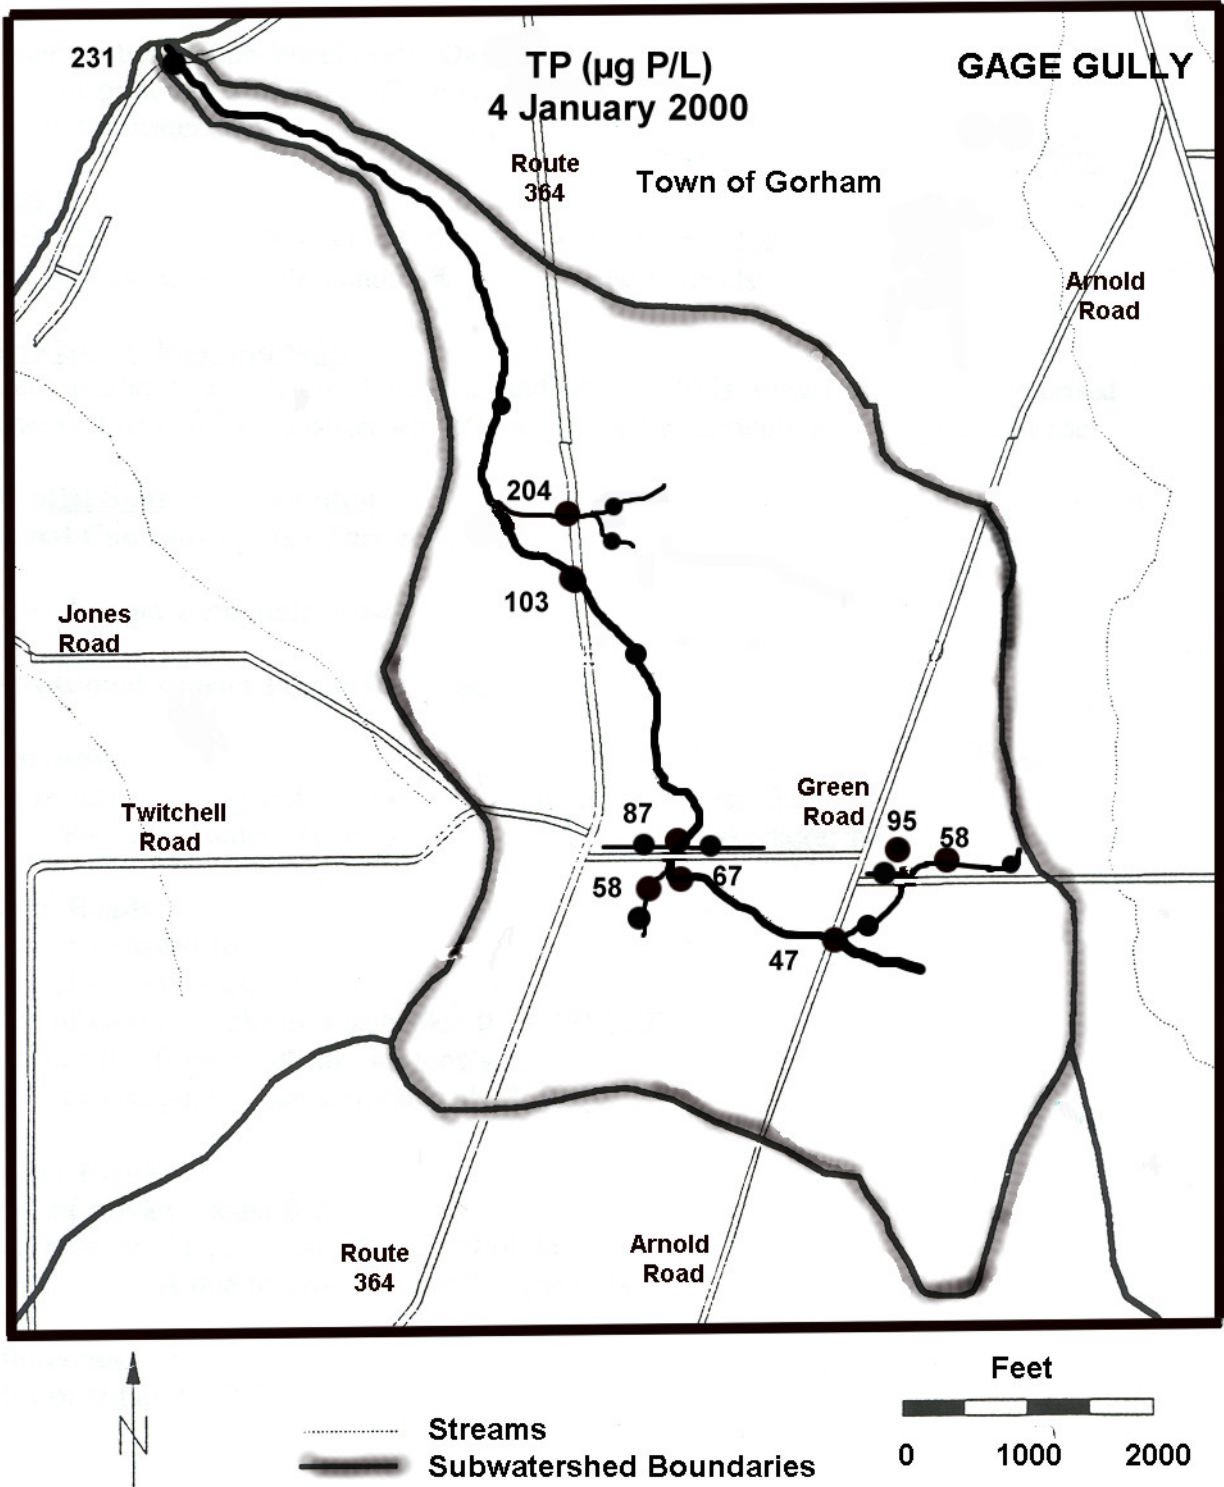 231
TP (µg P/L)
4 January 2000
GAGE GULLY
Route
364
Town of Gorham
Arnold
Road
204
103
Jones
Road
Twitchell
Road
Green
Road
87
95
58
58
67
47
Route
364
Arnold
Road
N
Streams
Subwatershed Boundaries
Feet
0 1000 2000